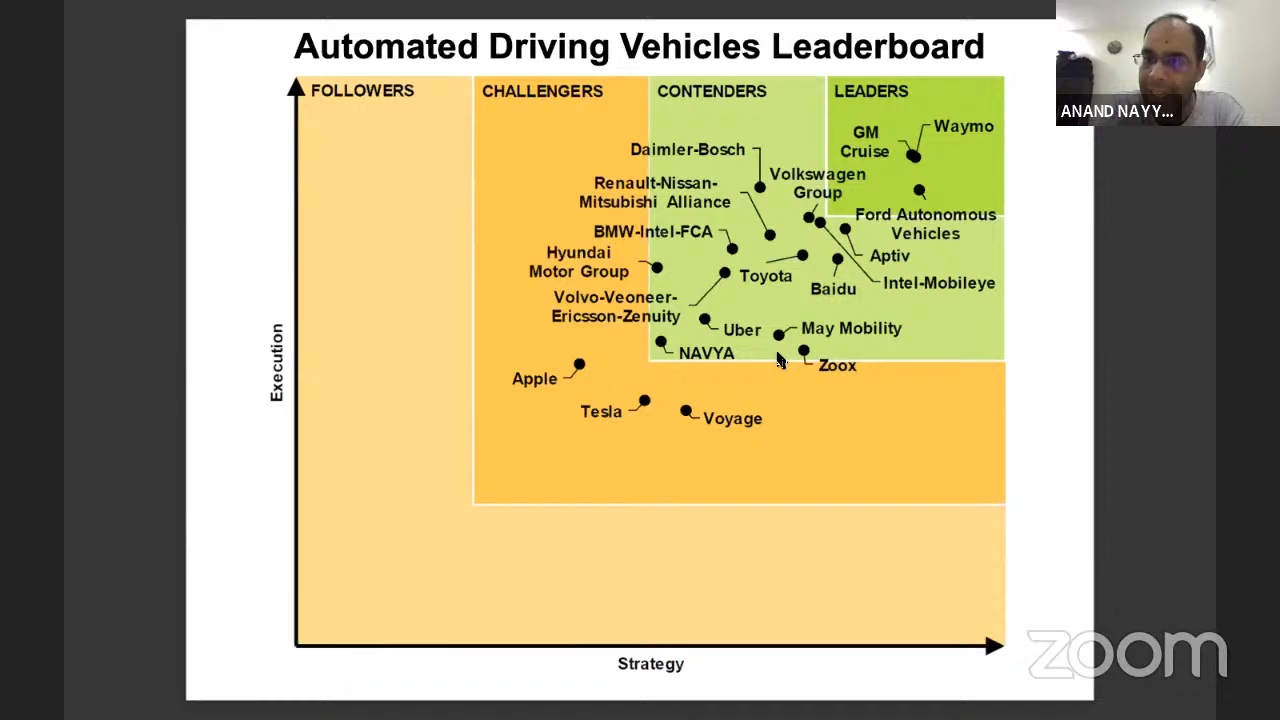 Automated Driving Vehicles Leaderboard
ANAND NAYY...
FOLLOWERS
CHALLENGERS
CONTENDERS
LEADERS
GM
Cruise
Waymo
Daimler-Bosch
Volkswagen
Group
Renault-Nissan-
Mitsubishi Alliance
Ford Autonomous
Vehicles
BMW-Intel-FCA
Hyundai
Motor Group
Aptiv
Toyota
Baidu
Intel-Mobileye
Volvo-Veoneer-
Ericsson-Zenuity
Uber
May Mobility
NAVYA
Zoox
Apple
Tesla
Voyage
Execution
Strategy
zoom